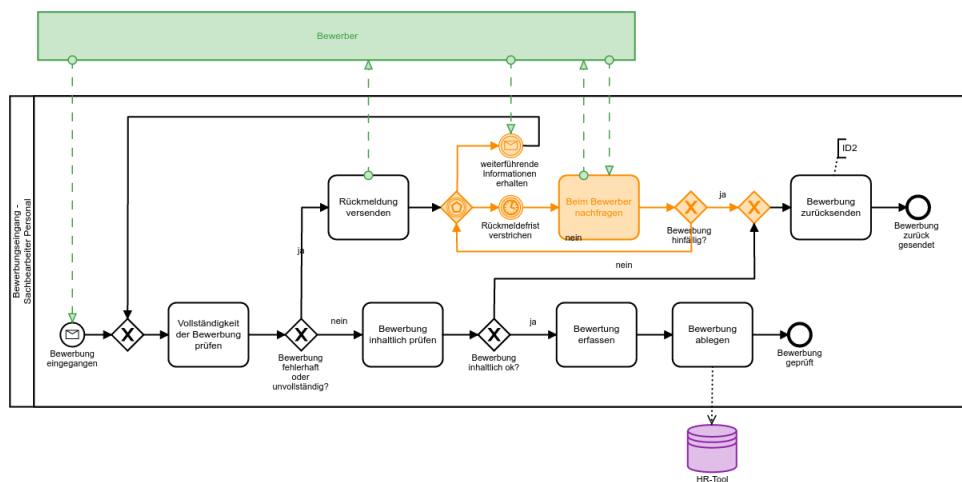 Bewerber
Bewerbungseingang -
Sachbearbeiter Personal
weiterführende
Informationen
erhalten
ID2
Rückmeldung
versenden
Rückmeldefrist
verstrichen
Beim Bewerber
nachfragen
ja
Bewerbung
hinfällig?
nein
Bewerbung
zurücksenden
Bewerbung
zurück
gesendet
ja
nein
Bewerbung
eingegangen
Vollständigkeit
der Bewerbung
prüfen
Bewerbung
fehlerhaft
oder
unvollständig?
nein
Bewerbung
inhaltlich prüfen
Bewerbung
inhaltlich ok?
ja
Bewertung
erfassen
Bewerbung
ablegen
Bewerbung
geprüft
HR-Tool